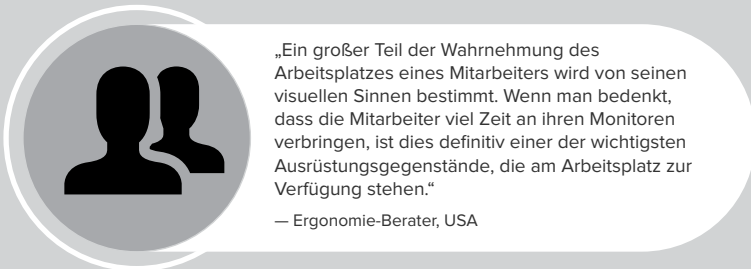 „Ein großer Teil der Wahrnehmung des
Arbeitsplatzes eines Mitarbeiters wird von seinen
visuellen Sinnen bestimmt. Wenn man bedenkt,
dass die Mitarbeiter viel Zeit an ihren Monitoren
verbringen, ist dies definitiv einer der wichtigsten
Ausrüstungsgegenstände, die am Arbeitsplatz zur
Verfügung stehen.“
— Ergonomie-Berater, USA